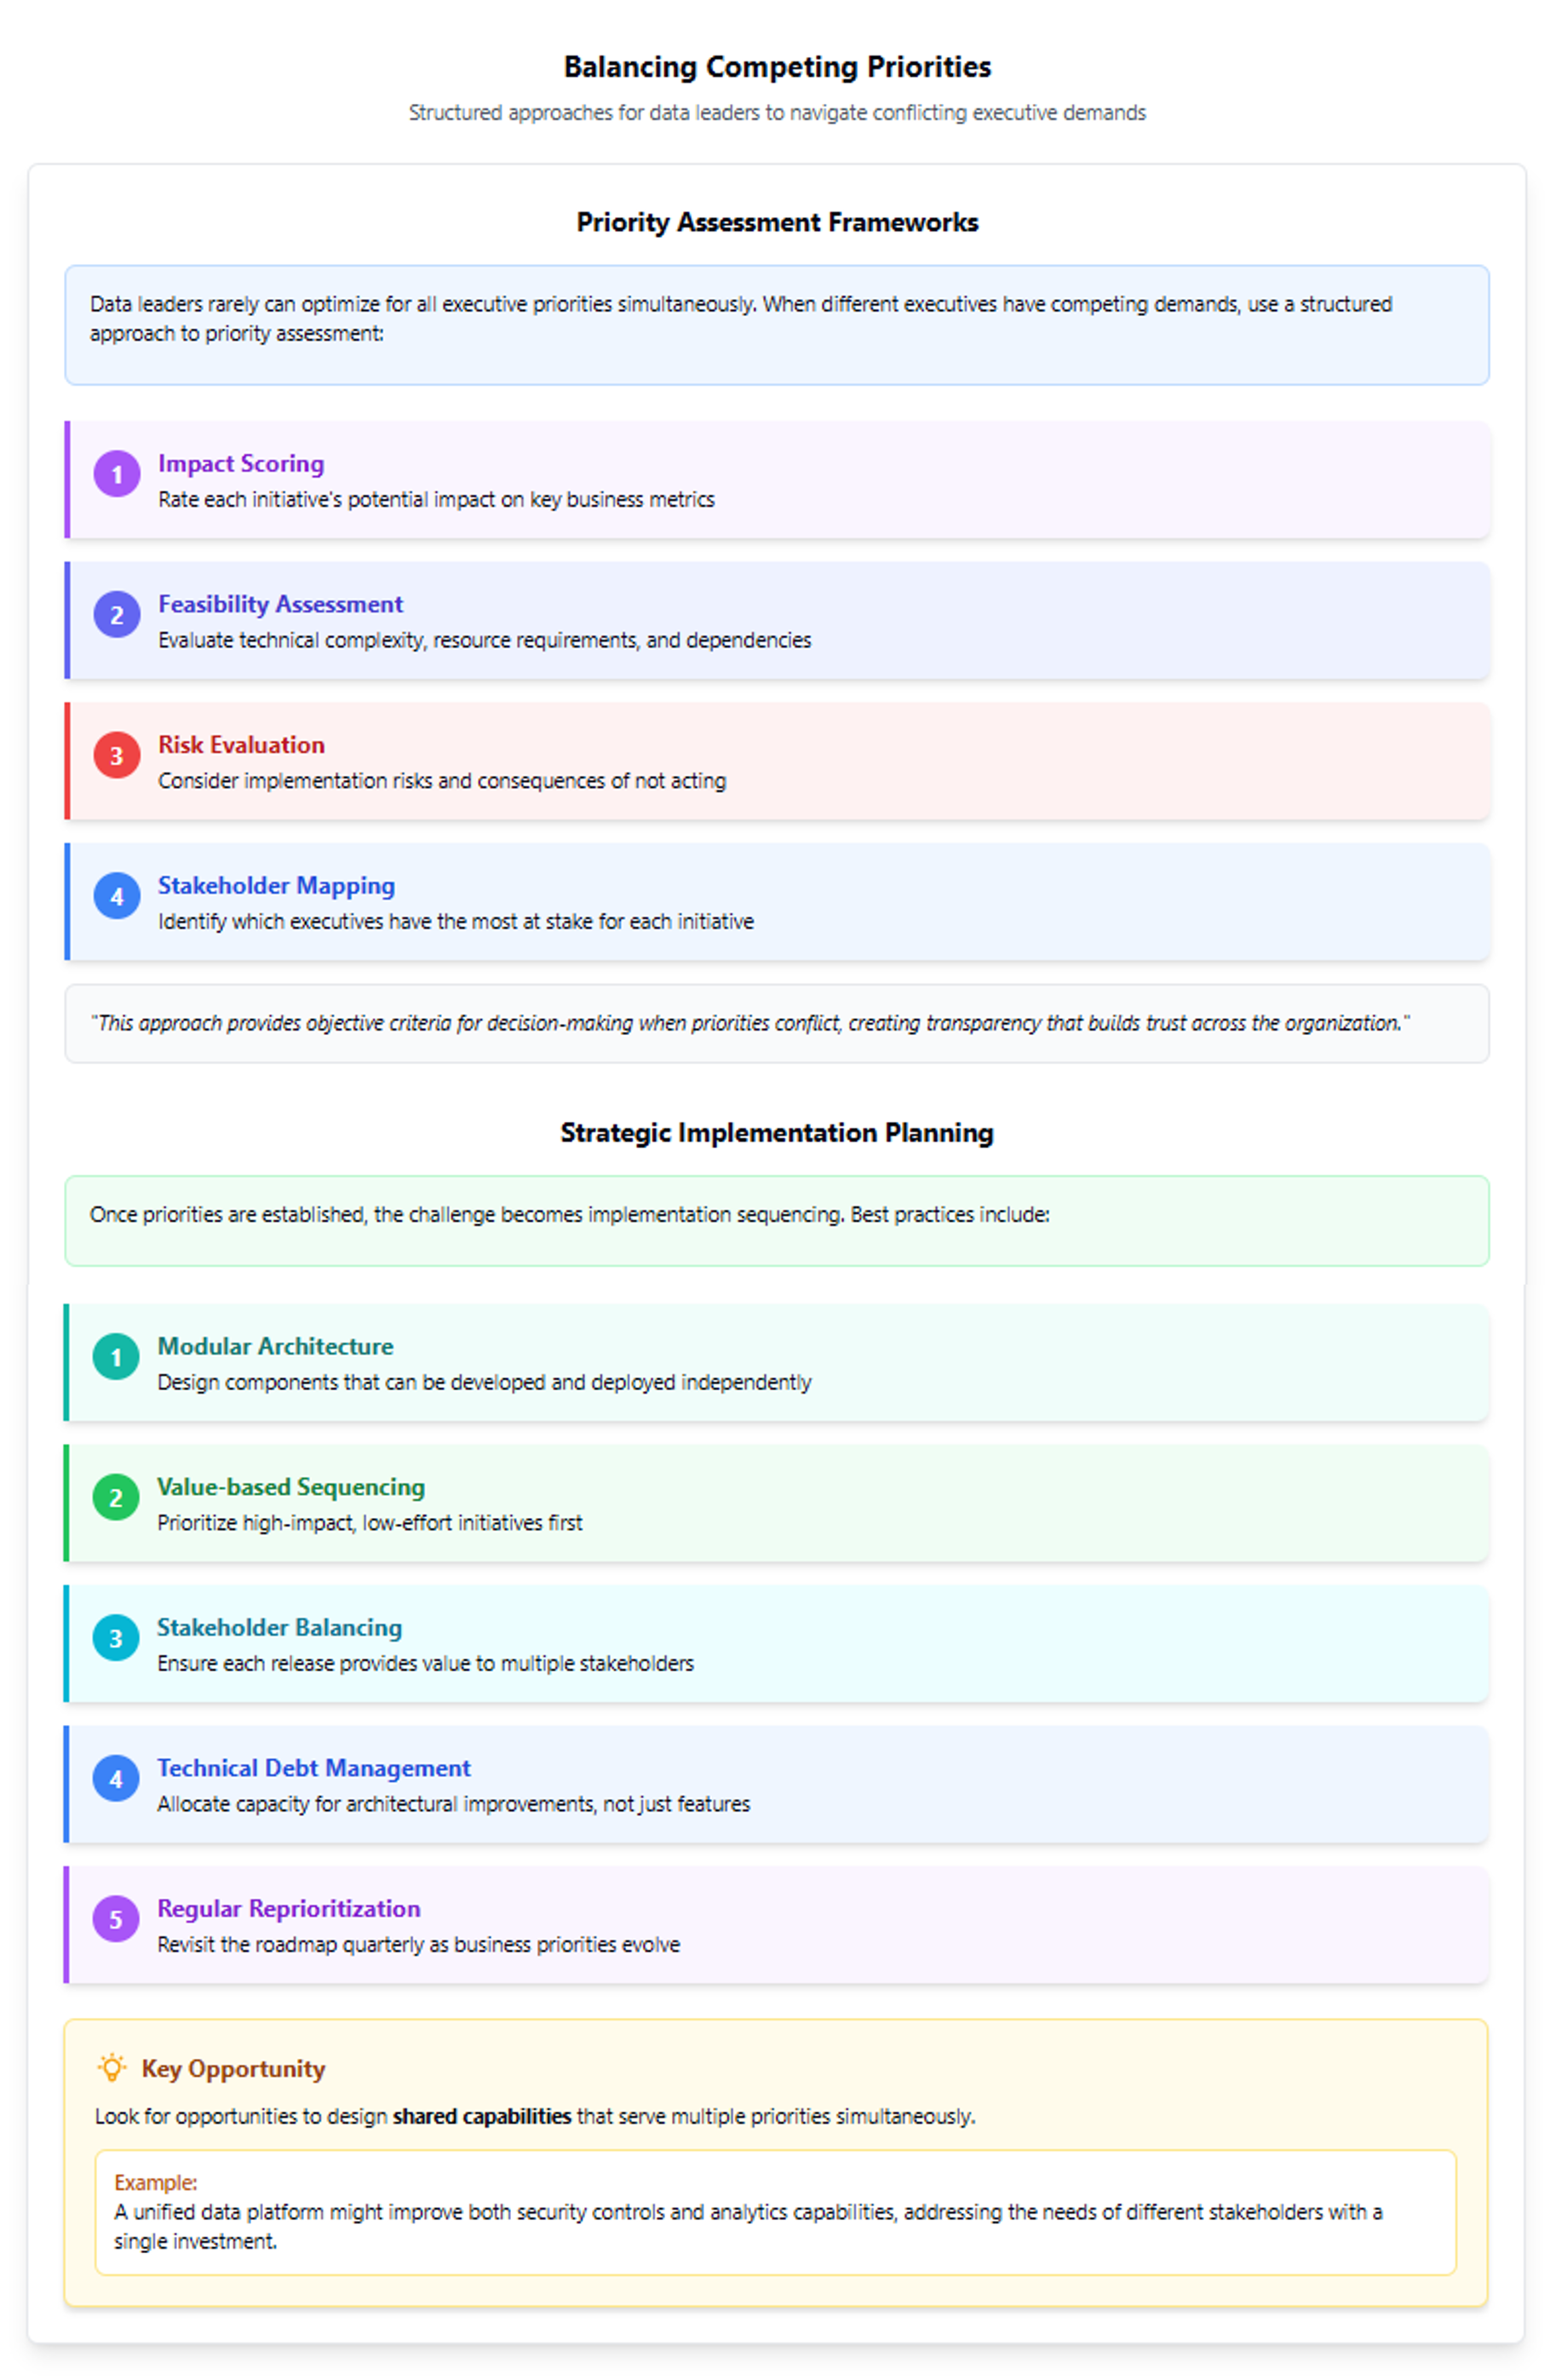 Balancing Competing Priorities
Structured approaches for data leaders to navigate conflicting executive demands
Priority Assessment Frameworks
Data leaders rarely can optimize for all executive priorities simultaneously. When different executives have competing demands, use a structured
approach to priority assessment:
1
Impact Scoring
Rate each initiative's potential impact on key business metrics
2
Feasibility Assessment
Evaluate technical complexity, resource requirements, and dependencies
3
Risk Evaluation
Consider implementation risks and consequences of not acting
4
Stakeholder Mapping
Identify which executives have the most at stake for each initiative
"This approach provides objective criteria for decision-making when priorities conflict, creating transparency that builds trust across the organization."
Strategic Implementation Planning
Once priorities are established, the challenge becomes implementation sequencing. Best practices include:
1
Modular Architecture
Design components that can be developed and deployed independently
2
Value-based Sequencing
Prioritize high-impact, low-effort initiatives first
3
Stakeholder Balancing
Ensure each release provides value to multiple stakeholders
4
Technical Debt Management
Allocate capacity for architectural improvements, not just features
5
Regular Reprioritization
Revisit the roadmap quarterly as business priorities evolve
Key Opportunity
Look for opportunities to design shared capabilities that serve multiple priorities simultaneously.
Example:
A unified data platform might improve both security controls and analytics capabilities, addressing the needs of different stakeholders with a
single investment.